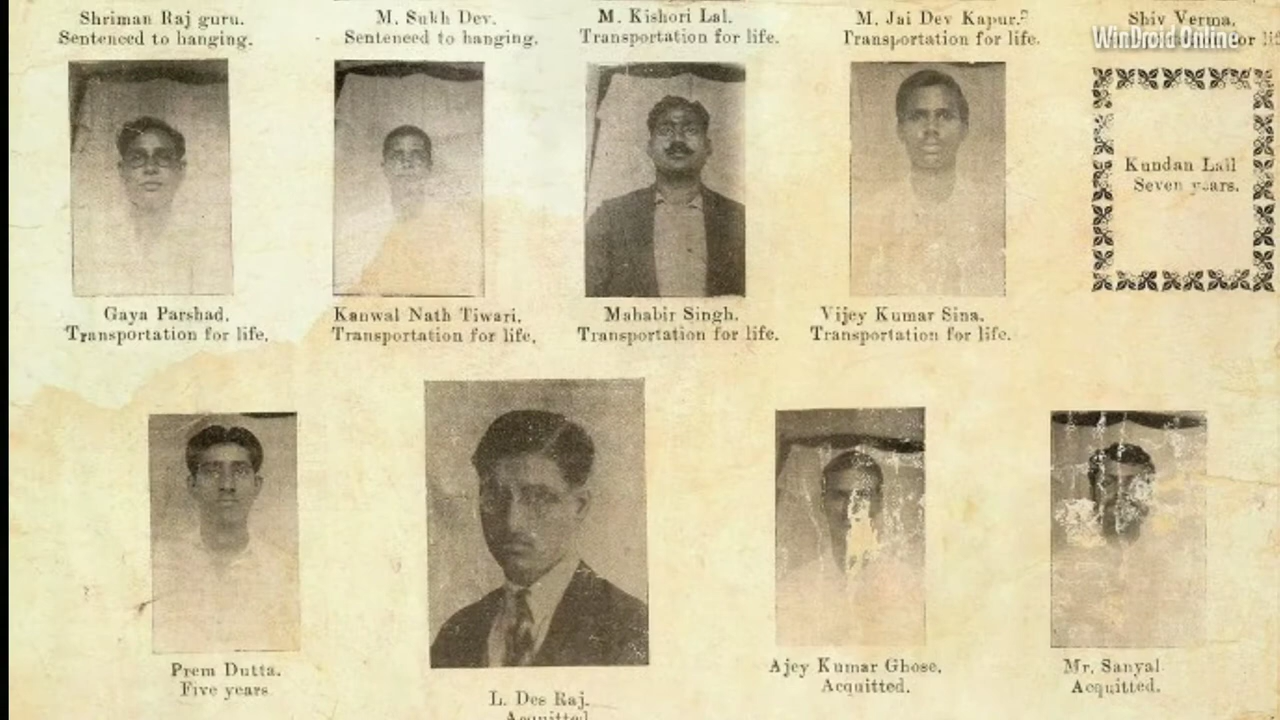 Shriman Raj guru.
Sentenced to hanging.
M. Sukh Dev.
Sentenced to hanging.
M. Kishori Lal.
Transportation for life.
M. Jai Dev Kapur.
Transportation for life.
Shiv Verma.
WinDroid Online
Kundan Lall
Seven years.
Gaya Parshad.
Transportation for life.
Kanwal Nath Tiwari.
Transportation for life.
Mahabir Singh.
Transportation for life.
Vijey Kumar Sina.
Transportation for life.
Prem Dutta.
Five years
L. Des Raj.
Acquitted
Ajey Kumar Ghose.
Acquitted.
Mr. Sanyal
Acquitted.